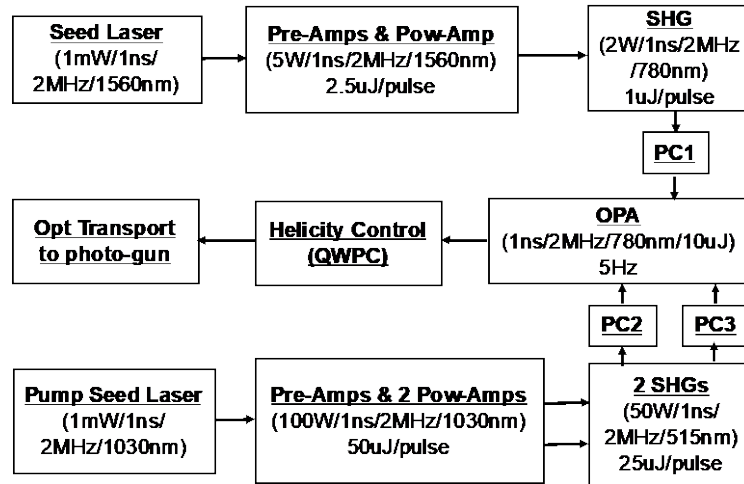 Seed Laser
(1mW/1ns/
2MHz/1560nm)
Pre-Amps & Pow-Amp
(5W/1ns/2MHz/1560nm)
2.5uJ/pulse
SHG
(2W/1ns/2MHz
/780nm)
1uJ/pulse
PC1
Opt Transport
to photo-gun
Helicity Control
(QWPC)
OPA
(1ns/2MHz/780nm/10uJ)
5Hz
PC2
PC3
Pump Seed Laser
(1mW/1ns/
2MHz/1030nm)
Pre-Amps & 2 Pow-Amps
(100W/1ns/2MHz/1030nm)
50uJ/pulse
2 SHGs
(50W/1ns/
2MHz/515nm)
25uJ/pulse